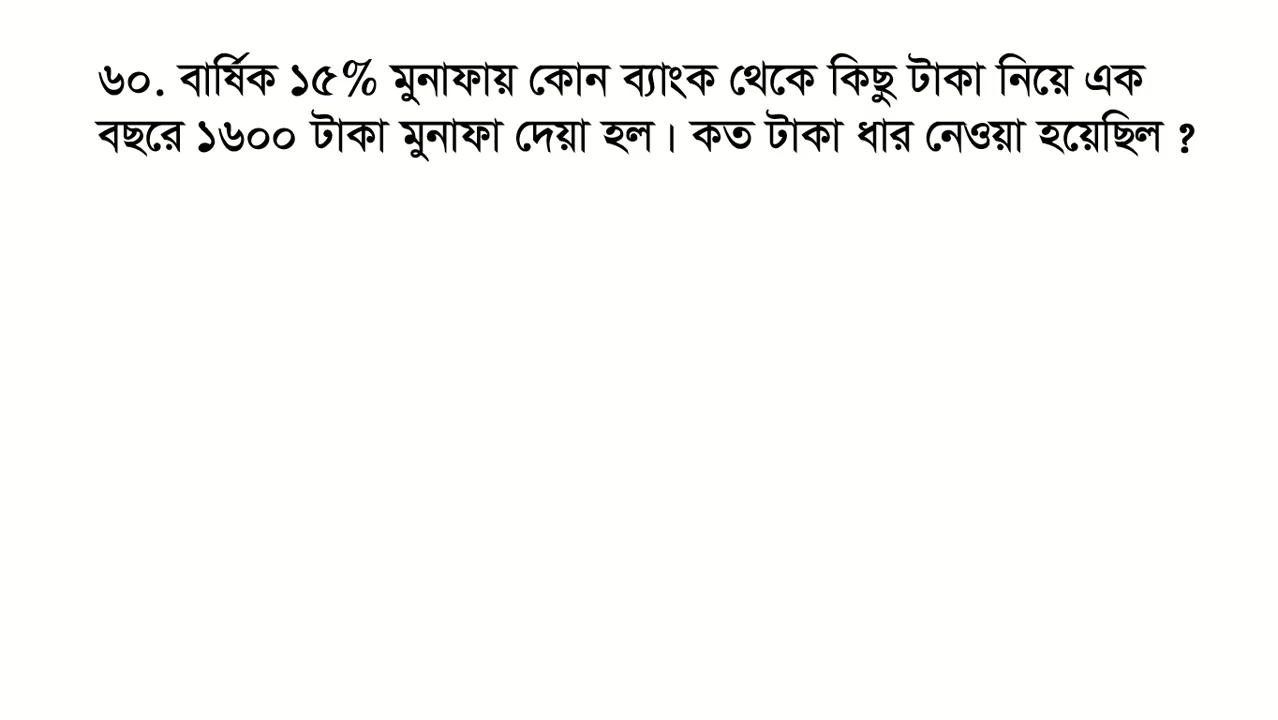 ৬০. বার্ষিক ১৫% মুনাফায় কোন ব্যাংক থেকে কিছু টাকা নিয়ে এক
বছরে ১৬০০ টাকা মুনাফা দেয়া হল। কত টাকা ধার নেওয়া হয়েছিল ?